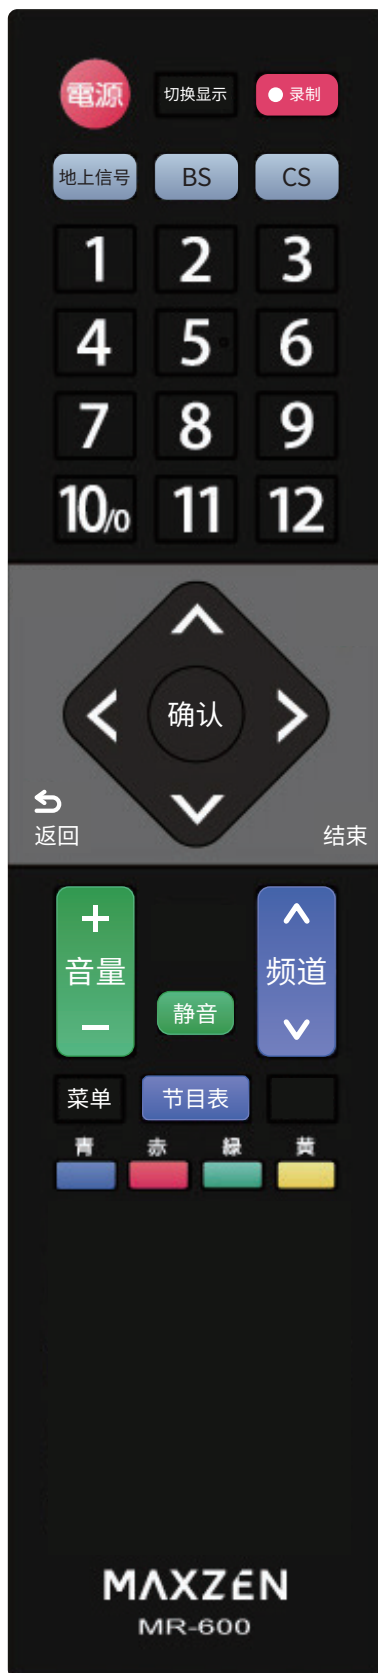 電源 切换显示 录制
地上信号 BS CS
1 2 3
4 5 6
7 8 9
10/0 11 12
确认
返回 结束
+ +
音量 频道
静音
−
菜单 节目表
青 赤 緑 黄
MAXZEN
MR-600